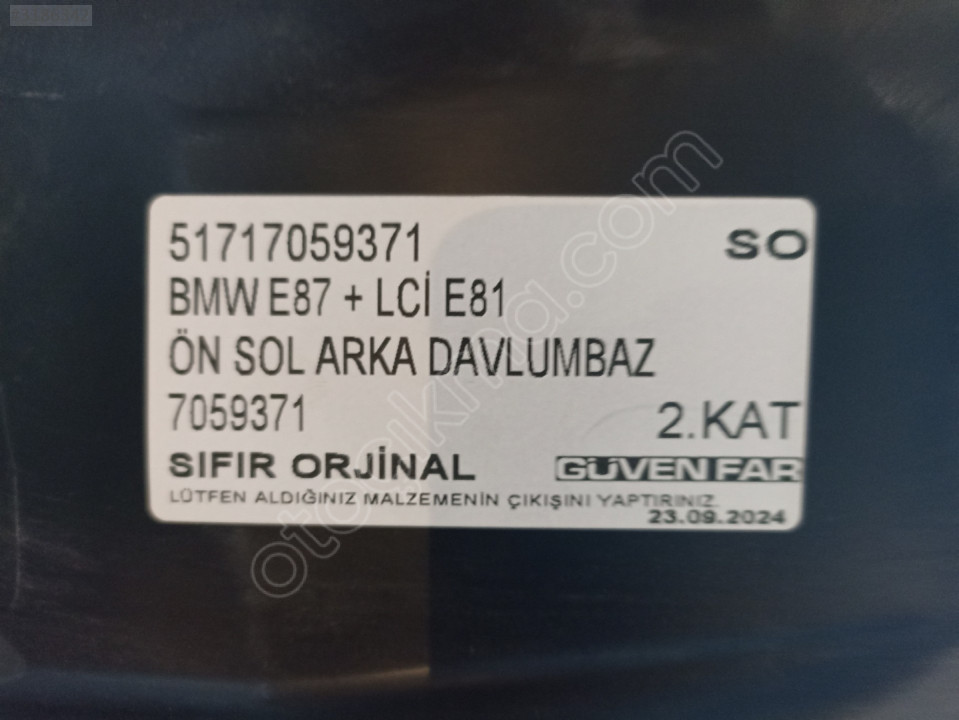 51717059371 SO
BMW E87 + LCİ E81
ÖN SOL ARKA DAVLUMBAZ
7059371 2.KAT
SIFIR ORJİNAL GÜVEN FAR
LÜTFEN ALDIĞINIZ MALZEMENİN ÇIKIŞINI YAPTIRINIZ.
23.09.2024
otocikma.com